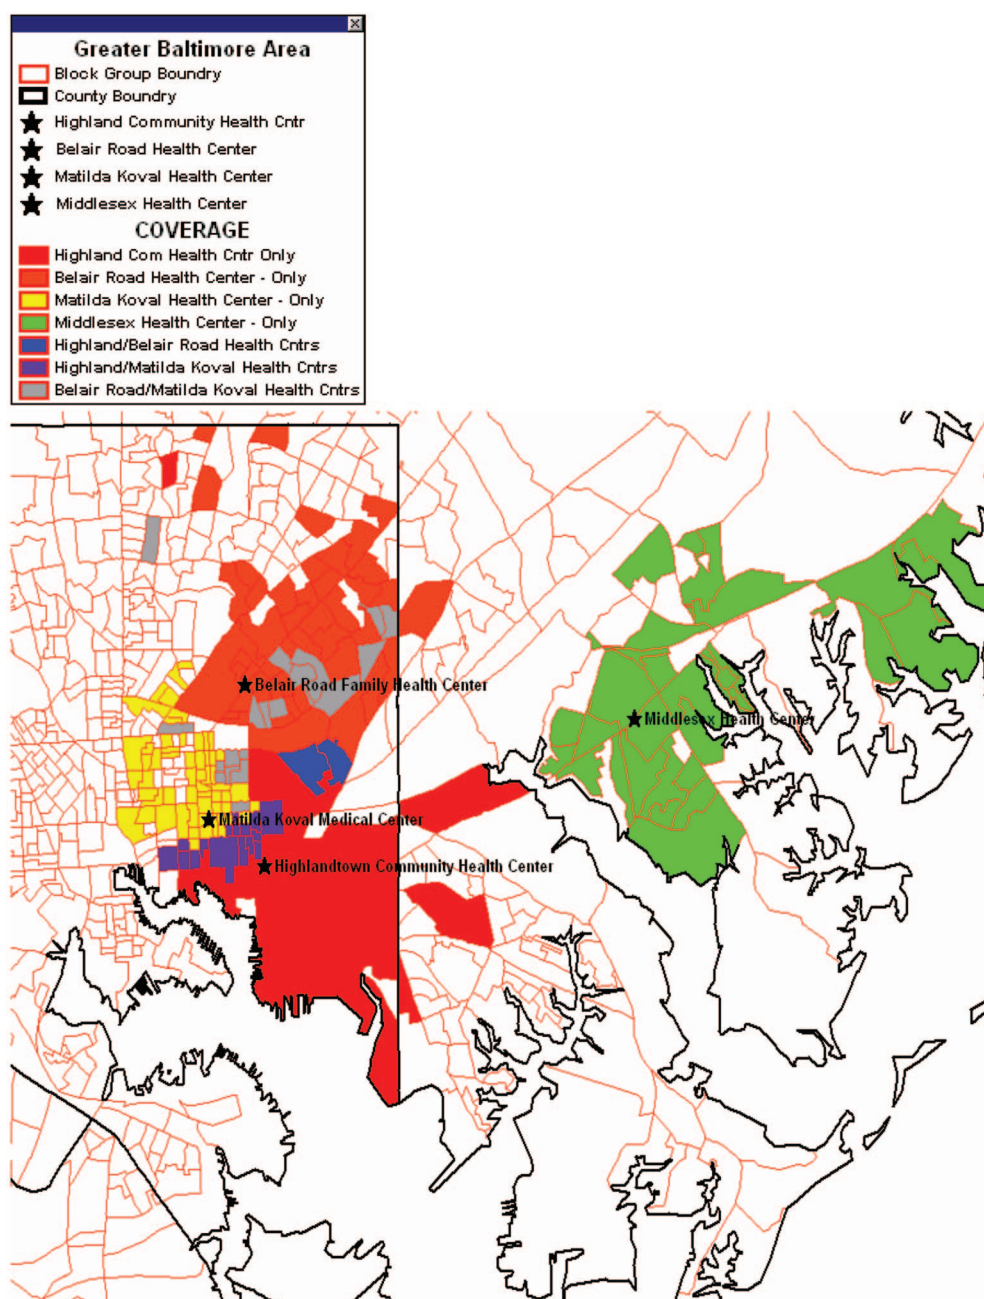 Greater Baltimore Area
Block Group Boundry
County Boundry
Highland Community Health Cntr
Belair Road Health Center
Matilda Koval Health Center
Middlesex Health Center
COVERAGE
Highland Com Health Cntr Only
Belair Road Health Center - Only
Matilda Koval Health Center - Only
Middlesex Health Center - Only
Highland/Belair Road Health Cntrs
Highland/Matilda Koval Health Cntrs
Belair Road/Matilda Koval Health Cntrs
Belair Road Family Health Center
Middlesex Health Center
Matilda Koval Medical Center
Highlandtown Community Health Center